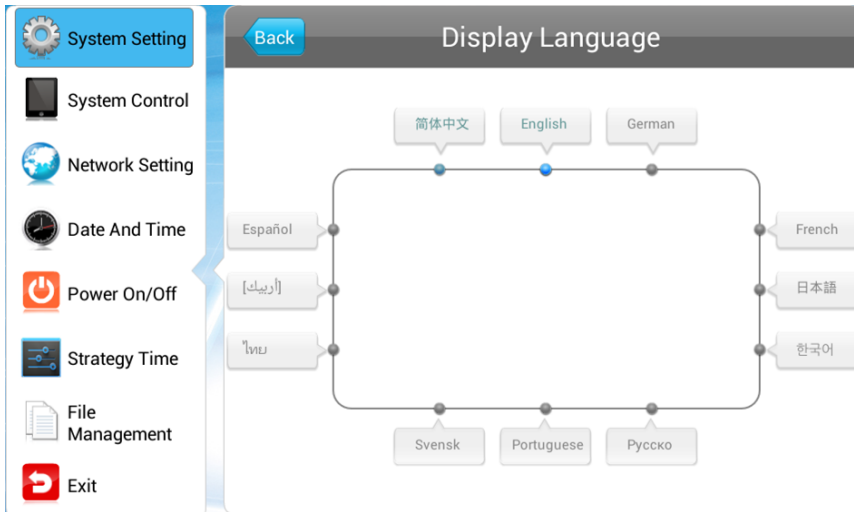 System Setting
System Control
Network Setting
Date And Time
Power On/Off
Strategy Time
File
Management
Exit
Back
Display Language
简体中文
English
German
Español
French
[أربيك]
日本語
ไทย
한국어
Svensk
Portuguese
Русско